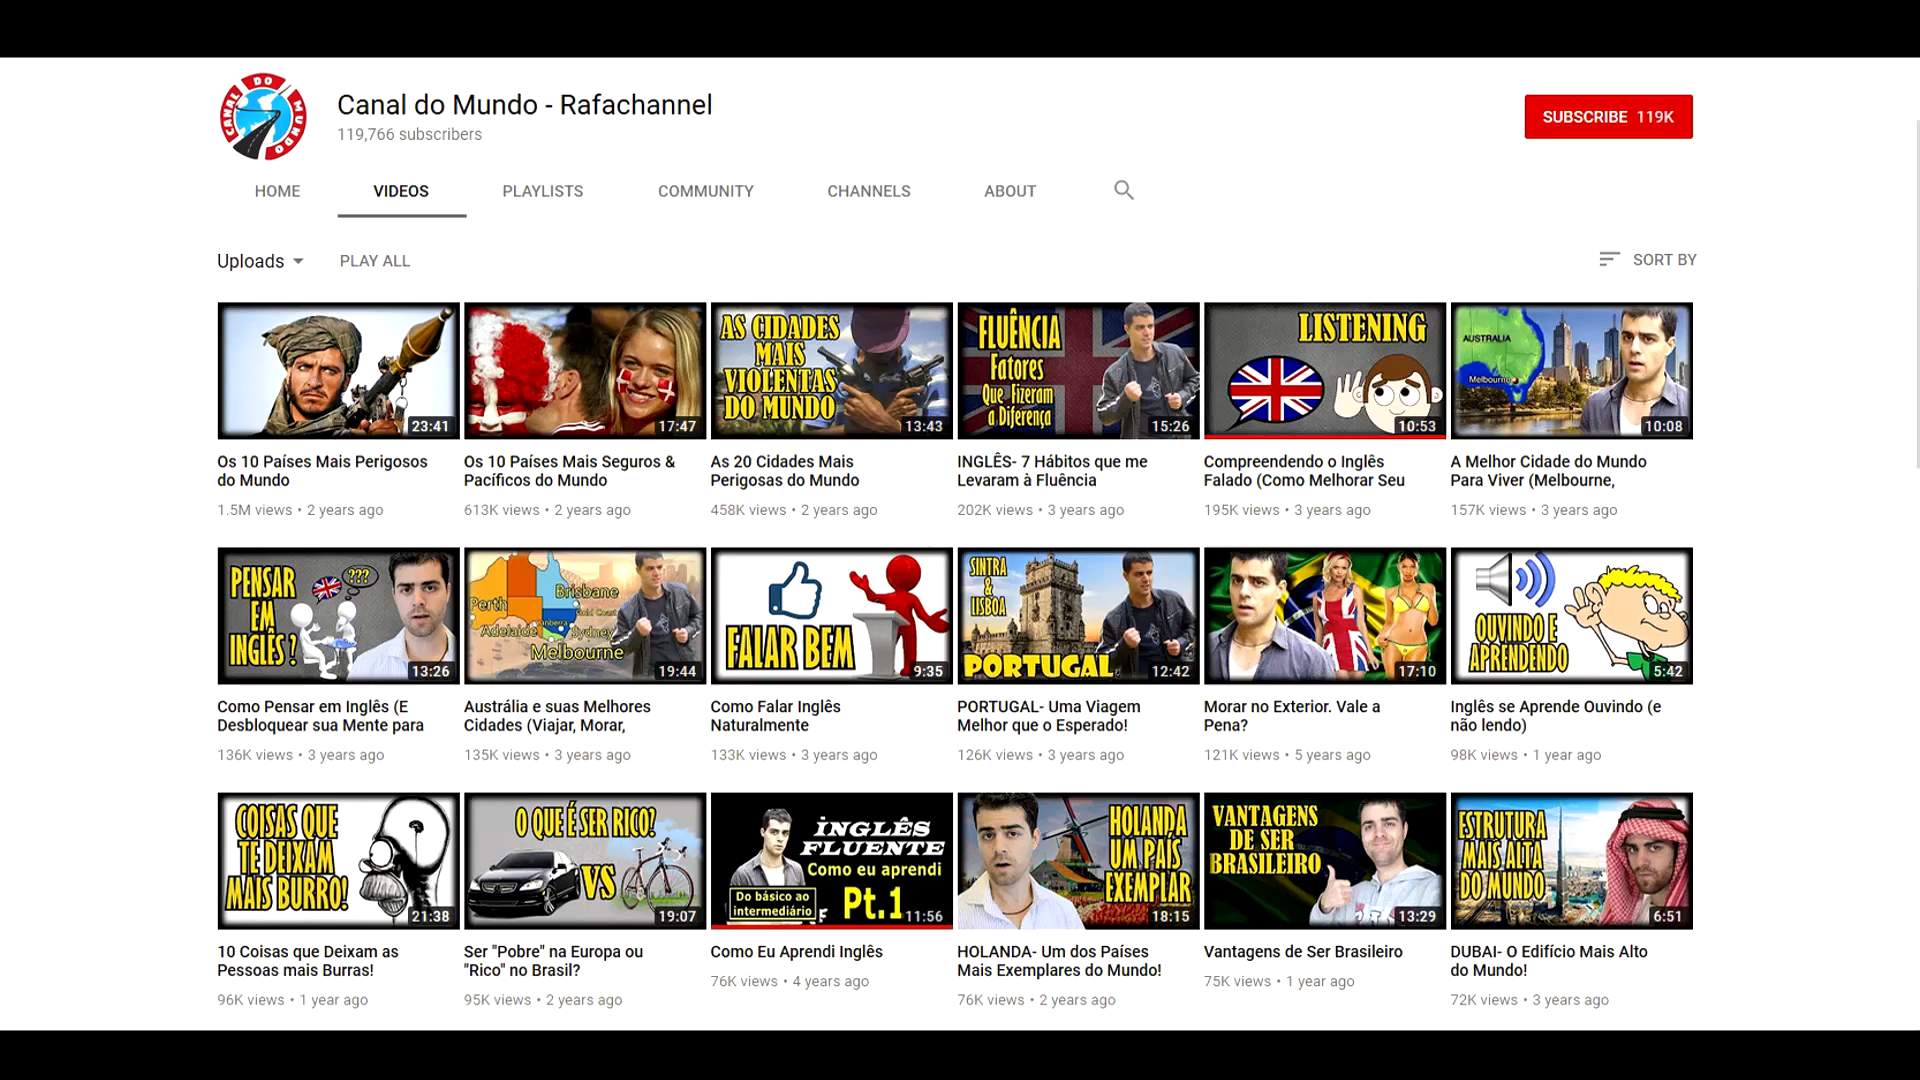 CANAL DO MUNDO
Canal do Mundo - Rafachannel
119,766 subscribers
SUBSCRIBE 119K
HOME VIDEOS PLAYLISTS COMMUNITY CHANNELS ABOUT
Uploads PLAY ALL
SORT BY
23:41
17:47
AS CIDADES
MAIS
VIOLENTAS
DO MUNDO
13:43
FLUÊNCIA
Fatores
Que Fizeram
a Diferença
15:26
LISTENING
10:53
AUSTRALIA
Melbourne
10:08
Os 10 Países Mais Perigosos
do Mundo
1.5M views • 2 years ago
Os 10 Países Mais Seguros &
Pacíficos do Mundo
613K views • 2 years ago
As 20 Cidades Mais
Perigosas do Mundo
458K views • 2 years ago
INGLÊS- 7 Hábitos que me
Levaram à Fluência
202K views • 3 years ago
Compreendendo o Inglês
Falado (Como Melhorar Seu
195K views • 3 years ago
A Melhor Cidade do Mundo
Para Viver (Melbourne,
157K views • 3 years ago
PENSAR
EM
INGLÊS?
???
13:26
Perth
Brisbane
Gold Coast
Adelaide
Canberra
Sydney
Melbourne
19:44
FALAR BEM
9:35
SINTRA
&
LISBOA
PORTUGAL
12:42
17:10
OUVINDO E
APRENDENDO
5:42
Como Pensar em Inglês (E
Desbloquear sua Mente para
136K views • 3 years ago
Austrália e suas Melhores
Cidades (Viajar, Morar,
135K views • 3 years ago
Como Falar Inglês
Naturalmente
133K views • 3 years ago
PORTUGAL- Uma Viagem
Melhor que o Esperado!
126K views • 3 years ago
Morar no Exterior. Vale a
Pena?
121K views • 5 years ago
Inglês se Aprende Ouvindo (e
não lendo)
98K views • 1 year ago
COISAS QUE
TE DEIXAM
MAIS BURRO!
21:38
O QUE É SER RICO?
VS
19:07
INGLÊS
FLUENTE
Como eu aprendi
Do básico ao
intermediário
Pt.1
11:56
HOLANDA
UM PAÍS
EXEMPLAR
18:15
VANTAGENS
DE SER
BRASILEIRO
13:29
ESTRUTURA
MAIS ALTA
DO MUNDO
6:51
10 Coisas que Deixam as
Pessoas mais Burras!
96K views • 1 year ago
Ser "Pobre" na Europa ou
"Rico" no Brasil?
95K views • 2 years ago
Como Eu Aprendi Inglês
76K views • 4 years ago
HOLANDA- Um dos Países
Mais Exemplares do Mundo!
76K views • 2 years ago
Vantagens de Ser Brasileiro
75K views • 1 year ago
DUBAI- O Edifício Mais Alto
do Mundo!
72K views • 3 years ago